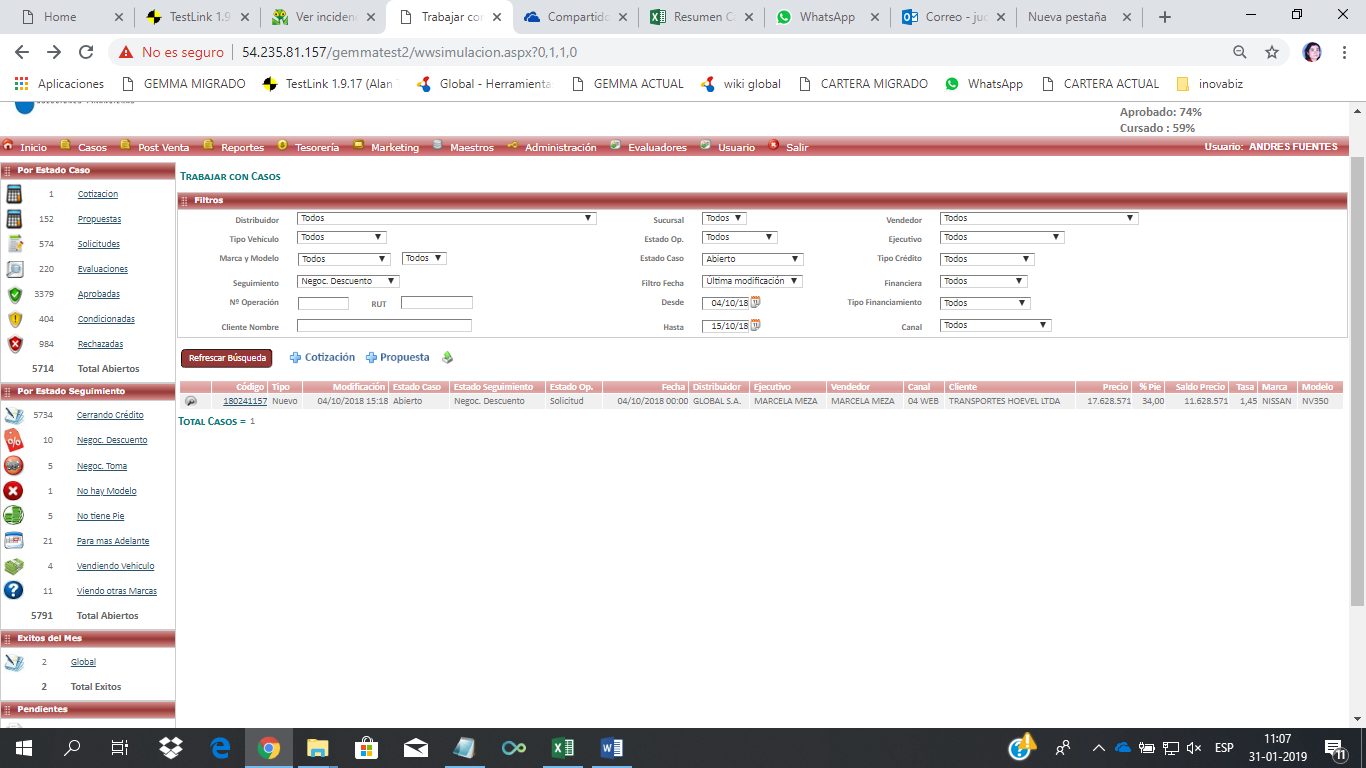 Home
TestLink 1.9
Ver inciden
Trabajar co
Compartido
Resumen C
WhatsApp
Correo - juc
Nueva pestaña
No es seguro
54.235.81.157/gemmatest2/wwsimulacion.aspx?0,1,1,0
Aplicaciones
GEMMA MIGRADO
TestLink 1.9.17 (Alan
Global - Herramienta
GEMMA ACTUAL
wiki global
CARTERA MIGRADO
WhatsApp
CARTERA ACTUAL
inovabiz
Aprobado: 74%
Cursado : 59%
Inicio Casos Post Venta Reportes Tesorería Marketing Maestros Administración Evaluadores Usuario Salir
Usuario: ANDRES FUENTES
Por Estado Caso
1 Cotizacion
152 Propuestas
574 Solicitudes
220 Evaluaciones
3379 Aprobadas
404 Condicionadas
984 Rechazadas
5714 Total Abiertos
Por Estado Seguimiento
5734 Cerrando Crédito
10 Negoc. Descuento
5 Negoc. Toma
1 No hay Modelo
5 No tiene Pie
21 Para mas Adelante
4 Vendiendo Vehiculo
11 Viendo otras Marcas
5791 Total Abiertos
Exitos del Mes
2 Global
2 Total Exitos
Pendientes
Trabajar con Casos
Filtros
Distribuidor Todos Sucursal Todos Vendedor Todos
Tipo Vehículo Todos Estado Op. Todos Ejecutivo Todos
Marca y Modelo Todos Todos Estado Caso Abierto Tipo Crédito Todos
Seguimiento Negoc. Descuento Filtro Fecha Última modificación Financiera Todos
Nº Operación RUT Desde 04/10/18 Tipo Financiamiento Todos
Cliente Nombre Hasta 15/10/18 Canal Todos
Refrescar Búsqueda Cotización Propuesta
Código Tipo Modificación Estado Caso Estado Seguimiento Estado Op. Fecha Distribuidor Ejecutivo Vendedor Canal Cliente Precio % Pie Saldo Precio Tasa Marca Modelo
180241157 Nuevo 04/10/2018 15:18 Abierto Negoc. Descuento Solicitud 04/10/2018 00:00 GLOBAL S.A. MARCELA MEZA MARCELA MEZA 04 WEB TRANSPORTES HOEVEL LTDA 17.628.571 34,00 11.628.571 1,45 NISSAN NV350
Total Casos = 1
ESP
11:07
31-01-2019
11